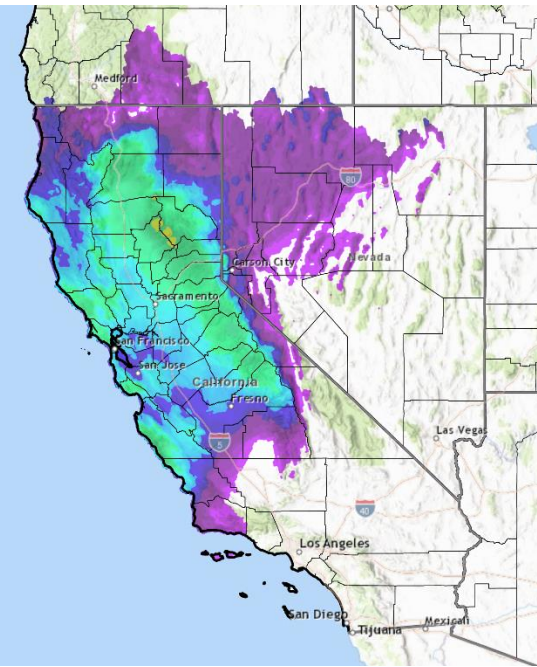 Medford
80
Carson City
Nevada
Sacramento
San Francisco
San Jose
California
Fresno
5
Las Vegas
40
Los Angeles
San Diego
Tijuana
Mexicali